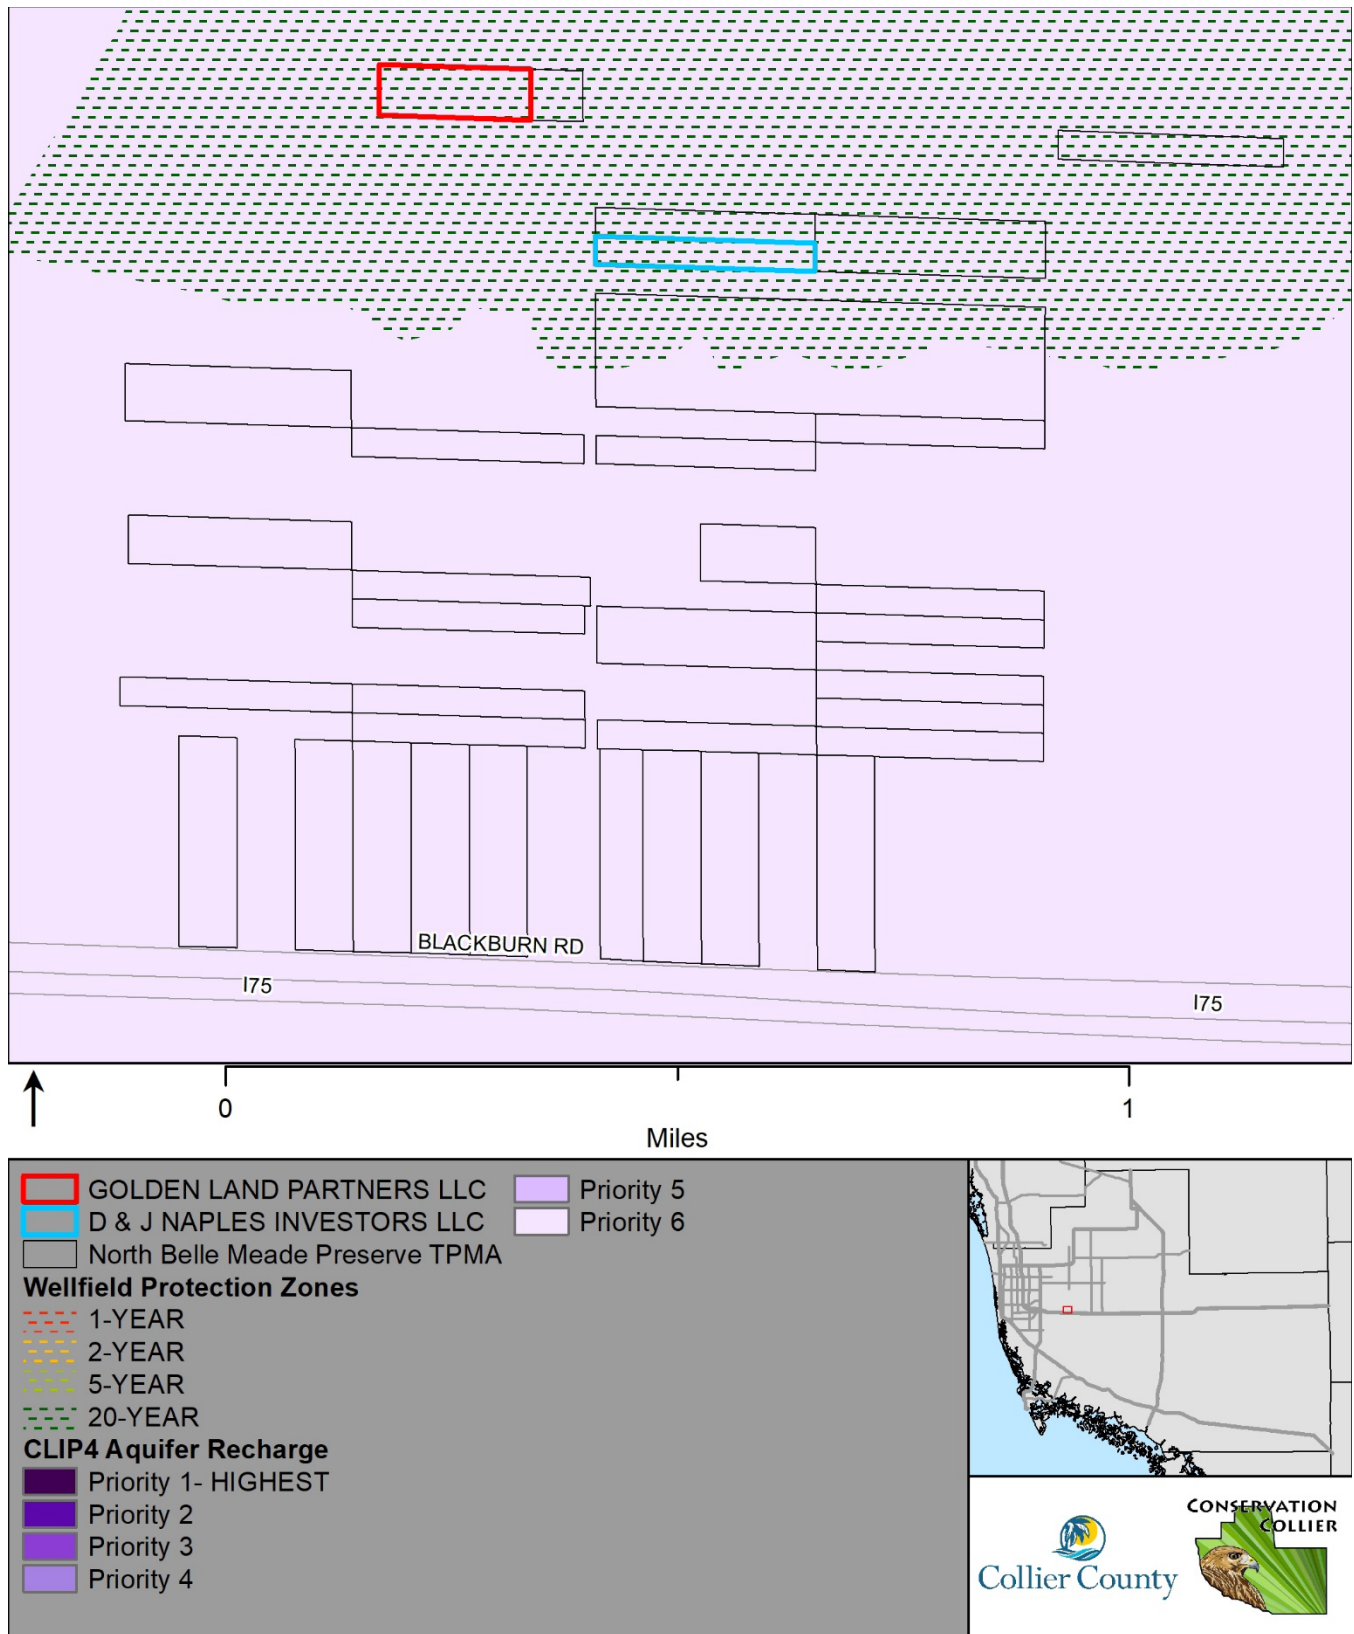 BLACKBURN RD
I75
I75
0
1
Miles
GOLDEN LAND PARTNERS LLC
D & J NAPLES INVESTORS LLC
North Belle Meade Preserve TPMA
Wellfield Protection Zones
1-YEAR
2-YEAR
5-YEAR
20-YEAR
CLIP4 Aquifer Recharge
Priority 1- HIGHEST
Priority 2
Priority 3
Priority 4
Priority 5
Priority 6
Collier County
CONSERVATION
COLLIER